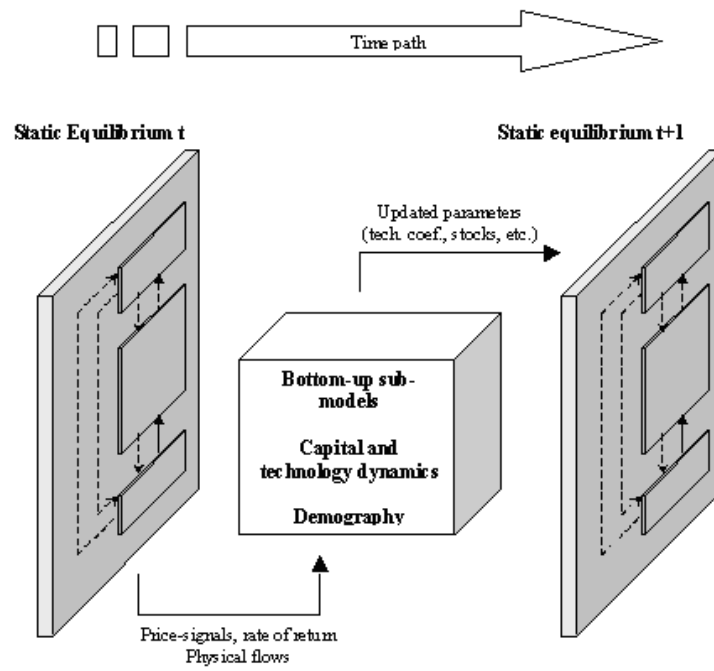 Time path
Static Equilibrium t
Static equilibrium t+1
Updated parameters
(tech. coef., stocks, etc.)
Bottom-up sub-
models
Capital and
technology dynamics
Demography
Price-signals, rate of return
Physical flows